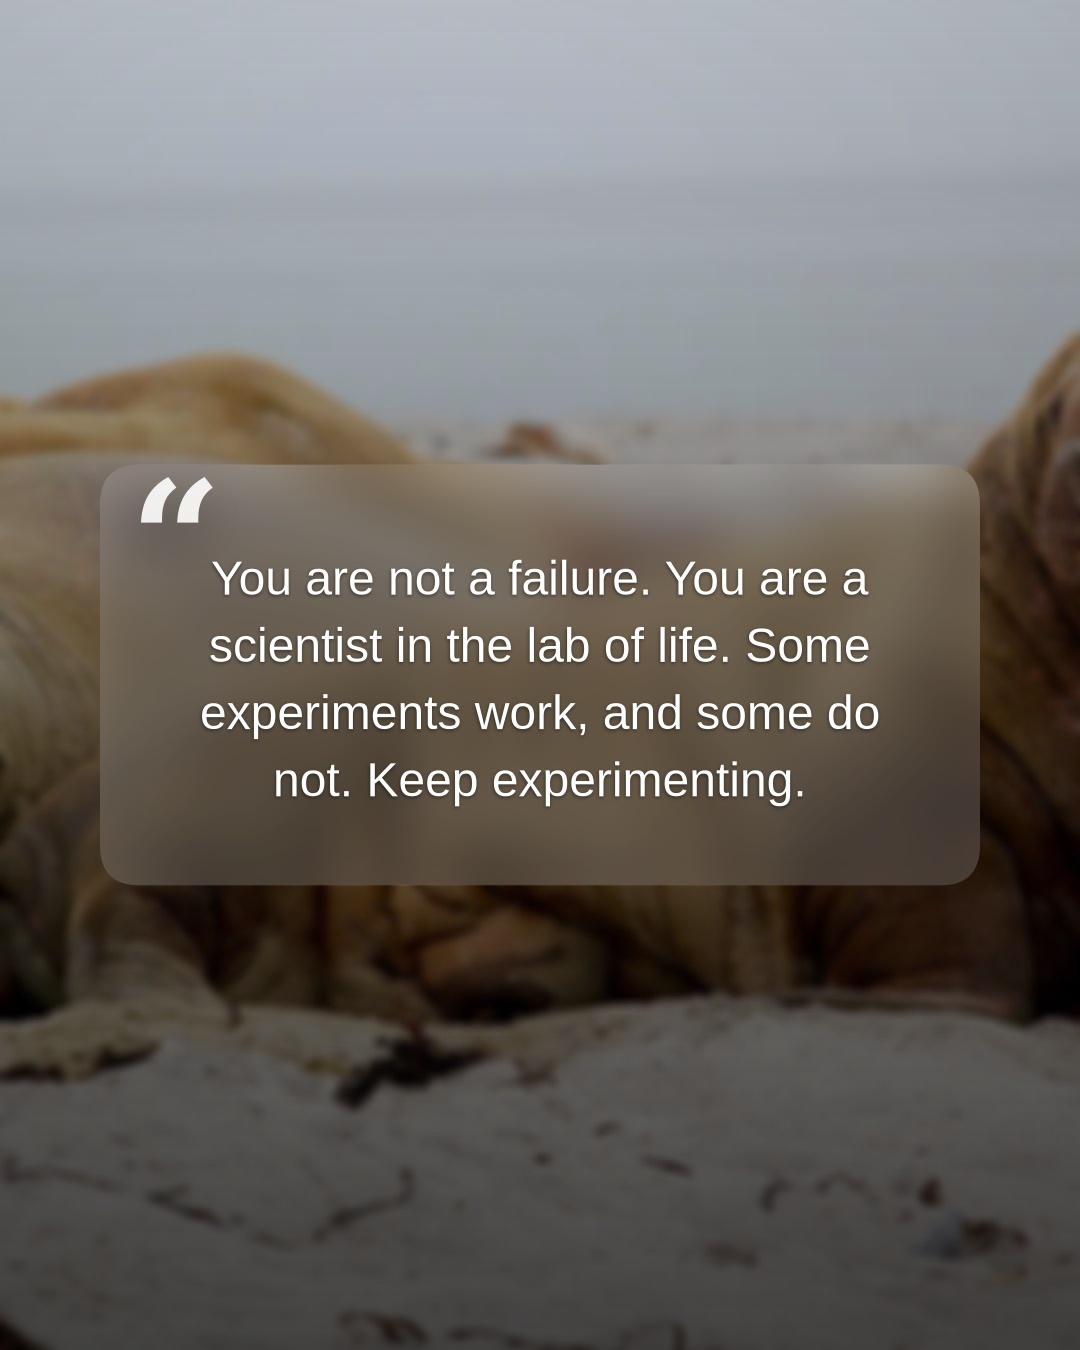 “
You are not a failure. You are a
scientist in the lab of life. Some
experiments work, and some do
not. Keep experimenting.